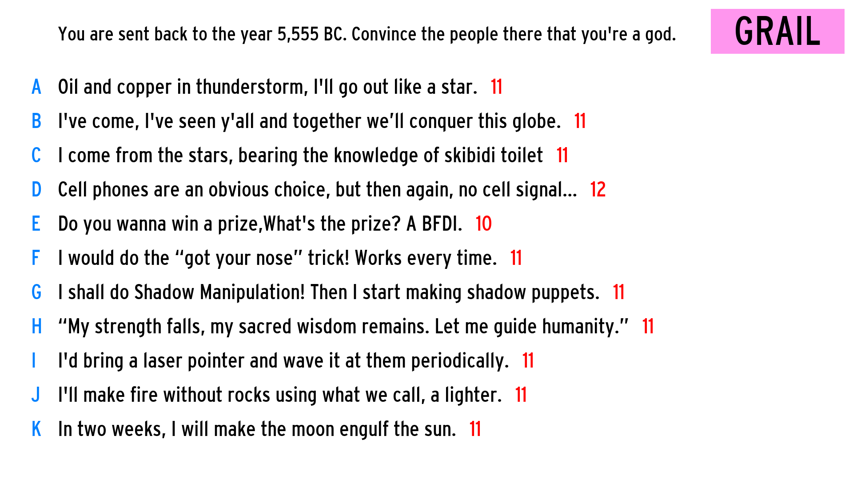 You are sent back to the year 5,555 BC. Convince the people there that you're a god.
GRAIL
A Oil and copper in thunderstorm, I'll go out like a star. 11
B I've come, I've seen y'all and together we’ll conquer this globe. 11
C I come from the stars, bearing the knowledge of skibidi toilet 11
D Cell phones are an obvious choice, but then again, no cell signal... 12
E Do you wanna win a prize,What's the prize? A BFDI. 10
F I would do the “got your nose” trick! Works every time. 11
G I shall do Shadow Manipulation! Then I start making shadow puppets. 11
H “My strength falls, my sacred wisdom remains. Let me guide humanity.” 11
I I'd bring a laser pointer and wave it at them periodically. 11
J I'll make fire without rocks using what we call, a lighter. 11
K In two weeks, I will make the moon engulf the sun. 11